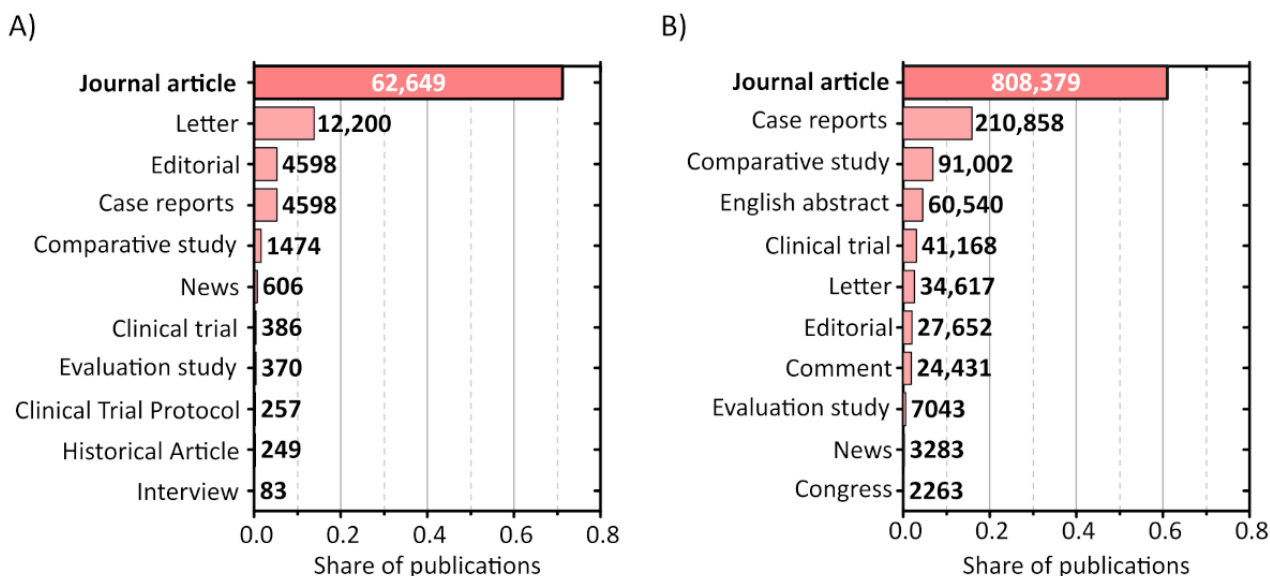 A)
Journal article 62,649
Letter 12,200
Editorial 4598
Case reports 4598
Comparative study 1474
News 606
Clinical trial 386
Evaluation study 370
Clinical Trial Protocol 257
Historical Article 249
Interview 83
0.0 0.2 0.4 0.6 0.8
Share of publications
B)
Journal article 808,379
Case reports 210,858
Comparative study 91,002
English abstract 60,540
Clinical trial 41,168
Letter 34,617
Editorial 27,652
Comment 24,431
Evaluation study 7043
News 3283
Congress 2263
0.0 0.2 0.4 0.6 0.8
Share of publications